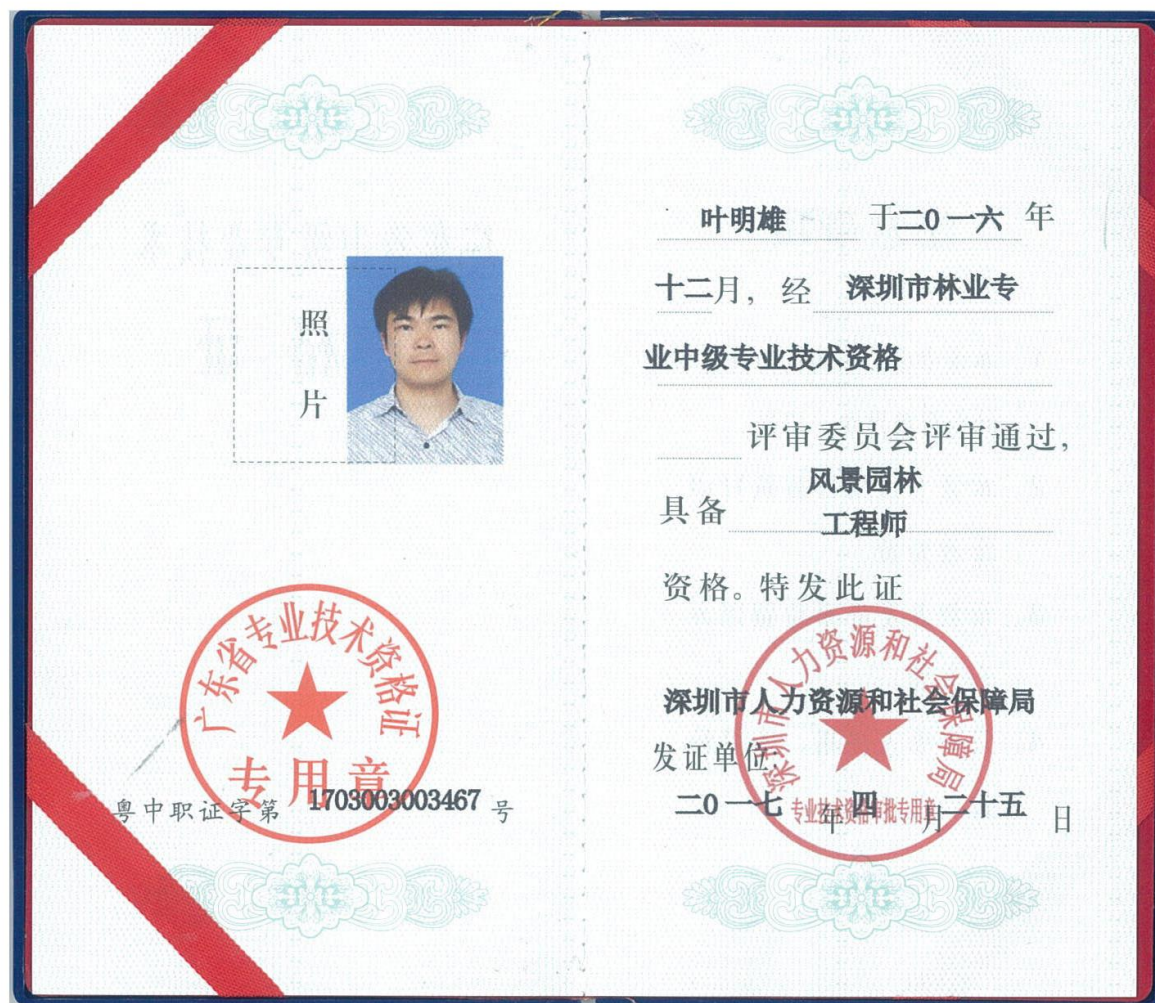 照
片
广东省专业技术资格证
专用章
粤中职证字第 1703003003467 号
叶明雄 于二0一六 年
十二月，经 深圳市林业专
业中级专业技术资格
评审委员会评审通过，
风景园林
具备
工程师
资格。特发此证
深圳市人力资源和社会保障局
深圳市人力资源和社会保障局
发证单位：
专业技术资格审批专用章
二0一七 年 四 月 二十五 日